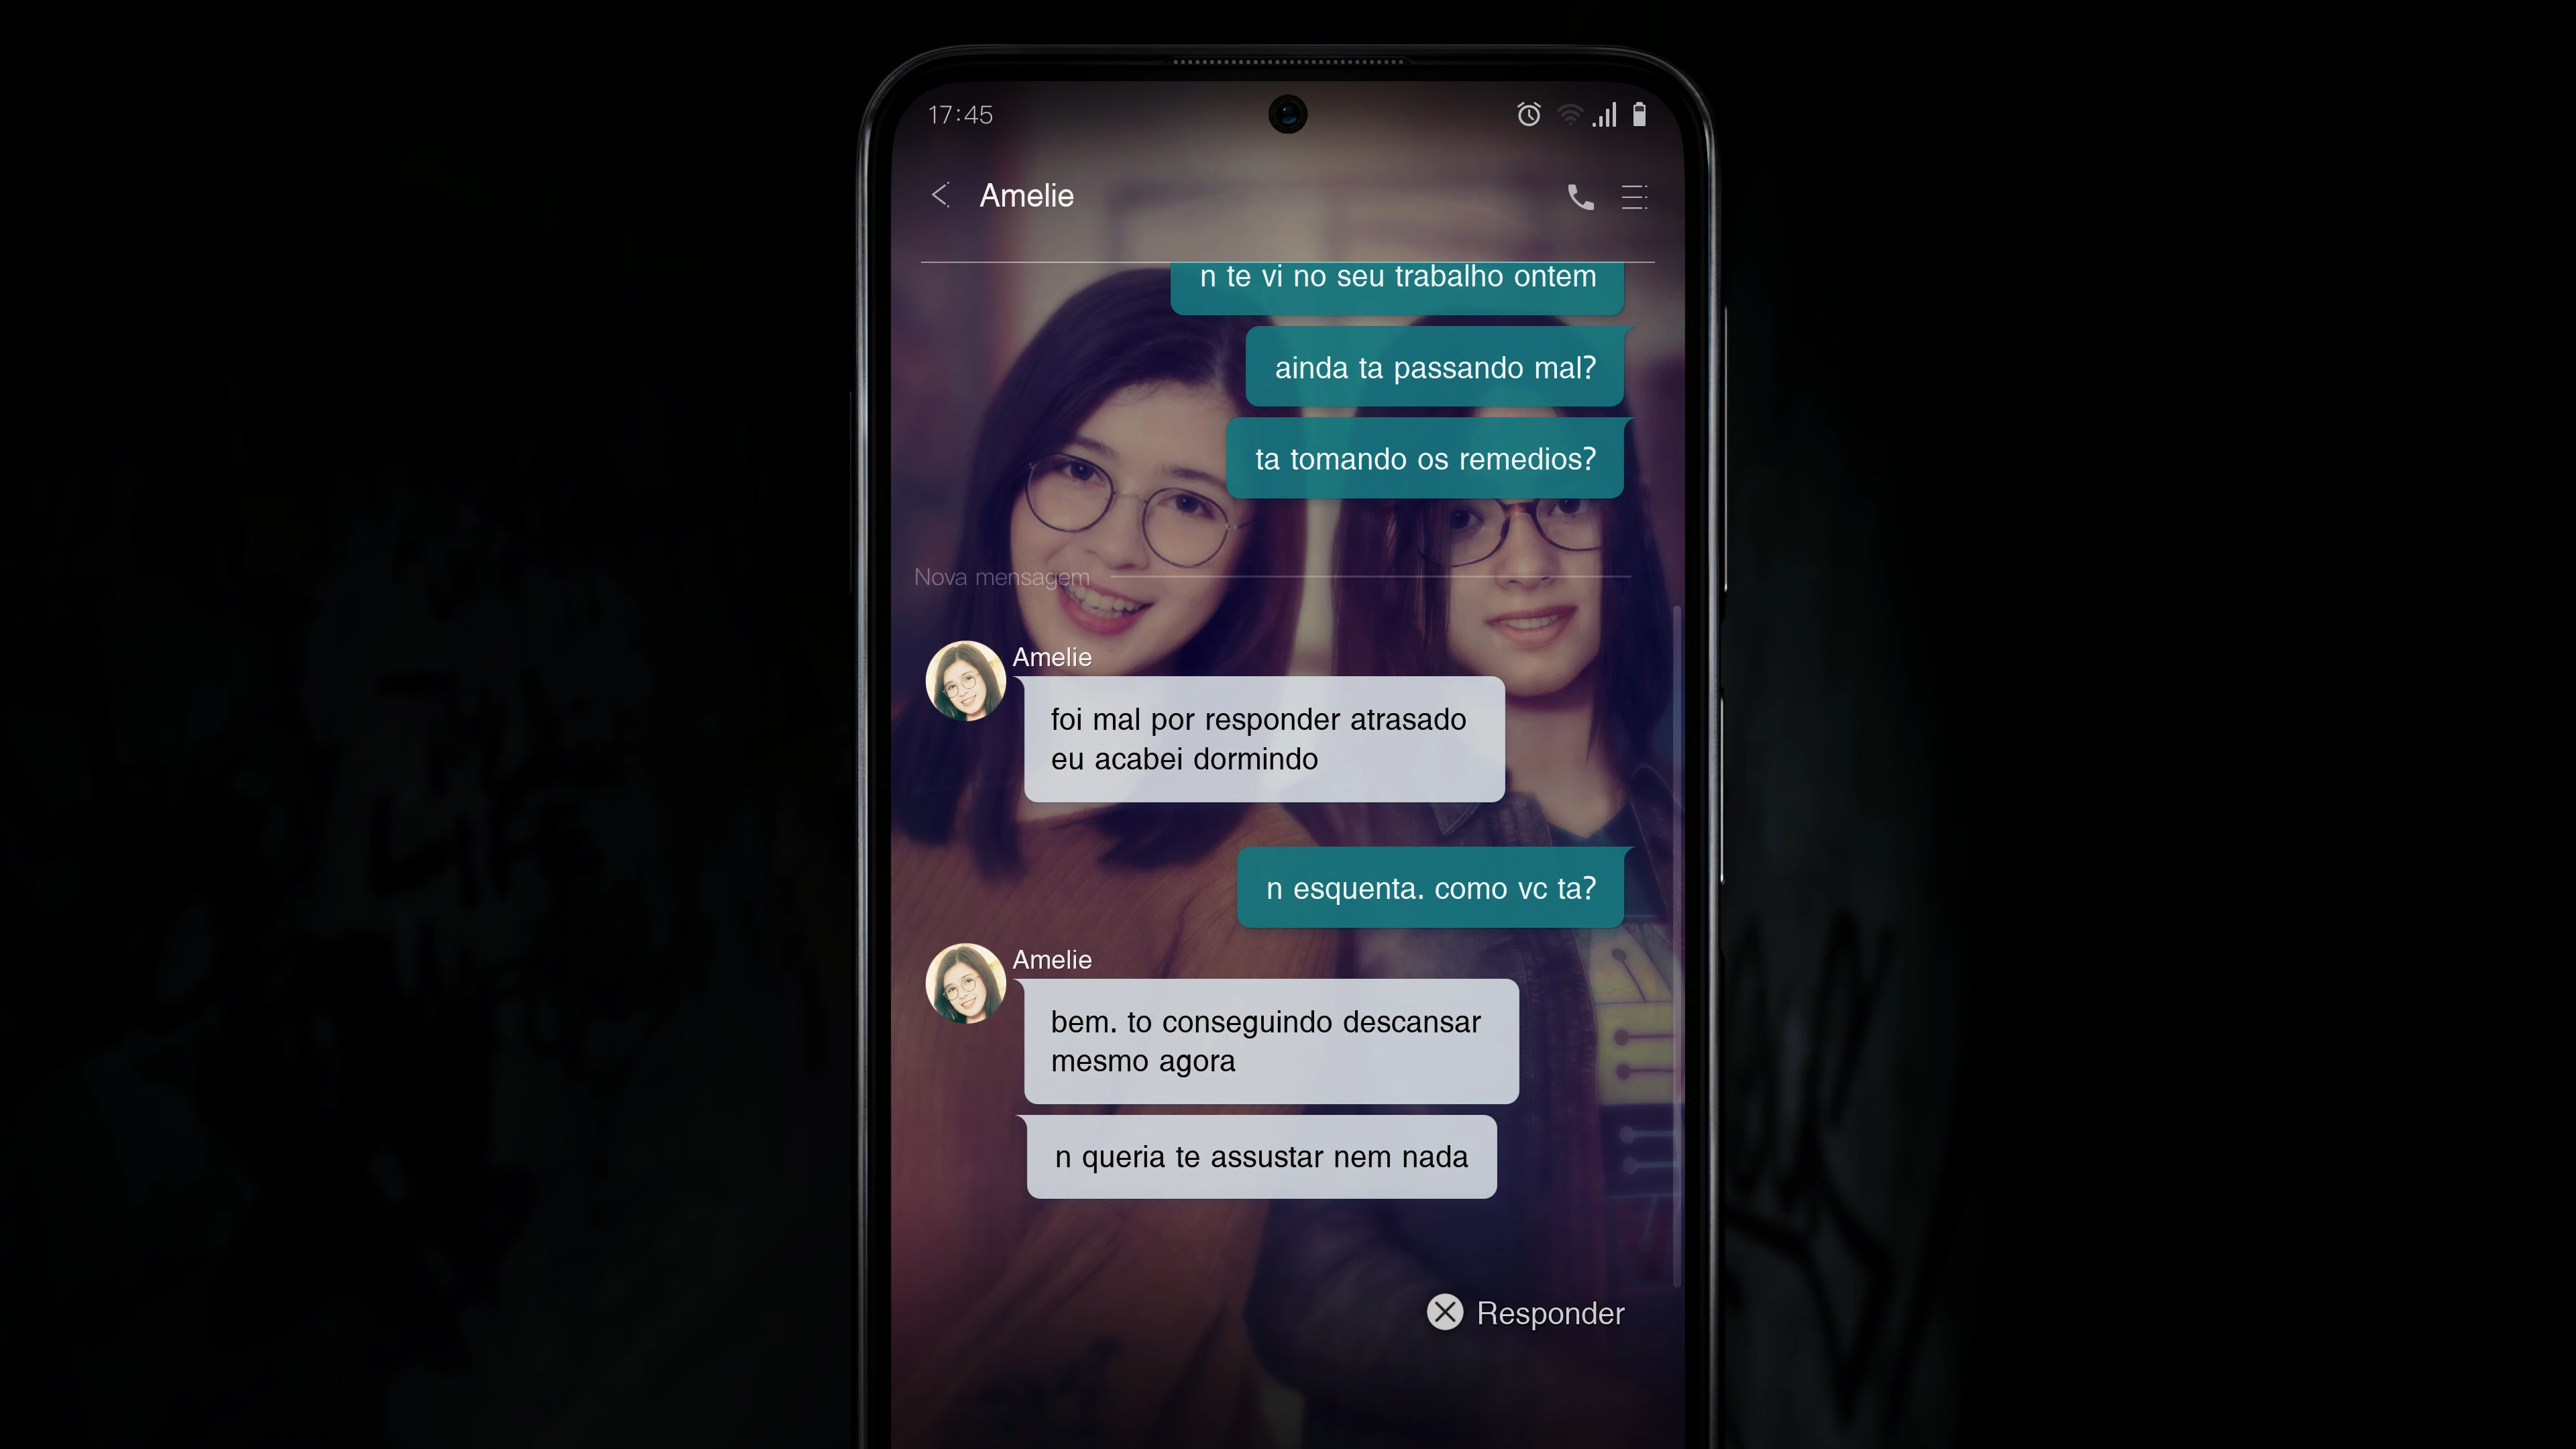 17:45
Amelie
n te vi no seu trabalho ontem
ainda ta passando mal?
ta tomando os remedios?
Nova mensagem
Amelie
foi mal por responder atrasado
eu acabei dormindo
n esquenta. como vc ta?
Amelie
bem. to conseguindo descansar
mesmo agora
n queria te assustar nem nada
Responder